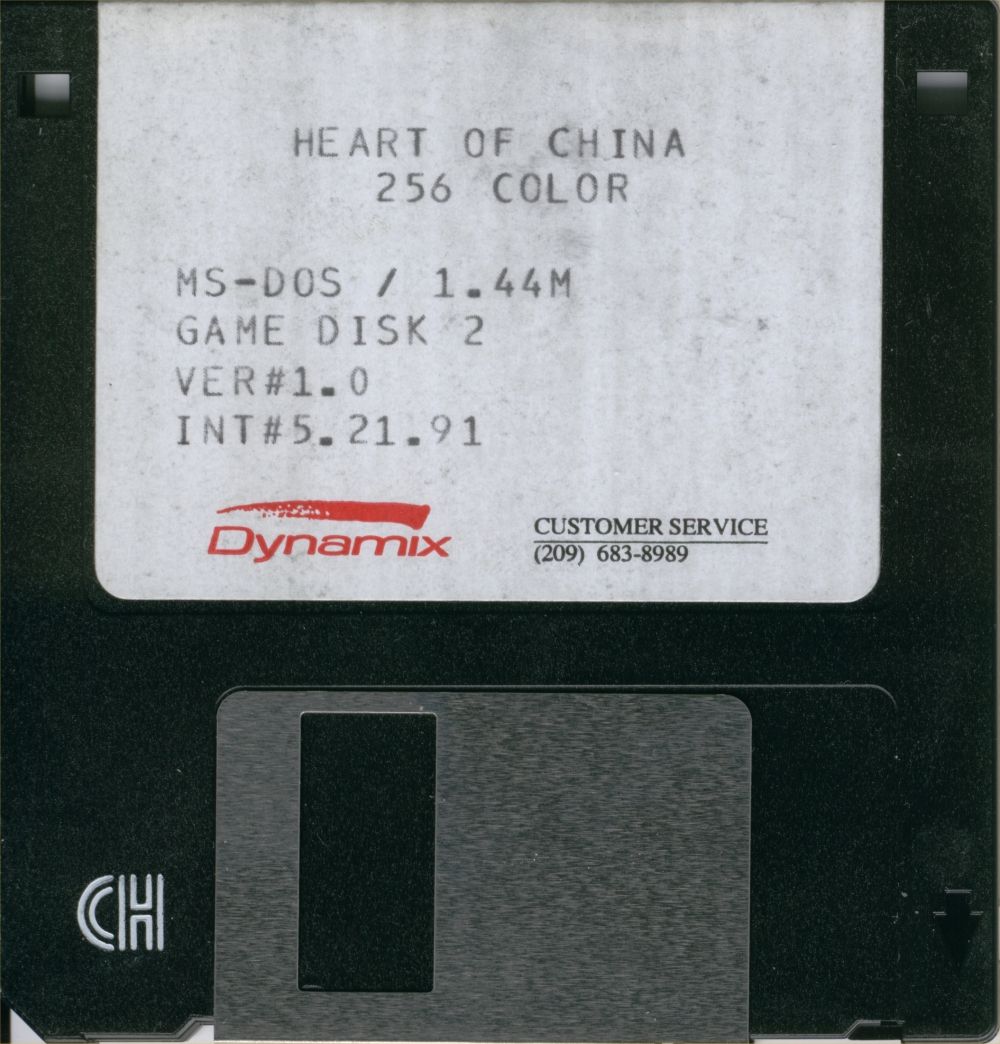 HEART OF CHINA
256 COLOR
MS-DOS / 1.44M
GAME DISK 2
VER#1.0
INT#5.21.91
Dynamix
CUSTOMER SERVICE
(209) 683-8989
CH